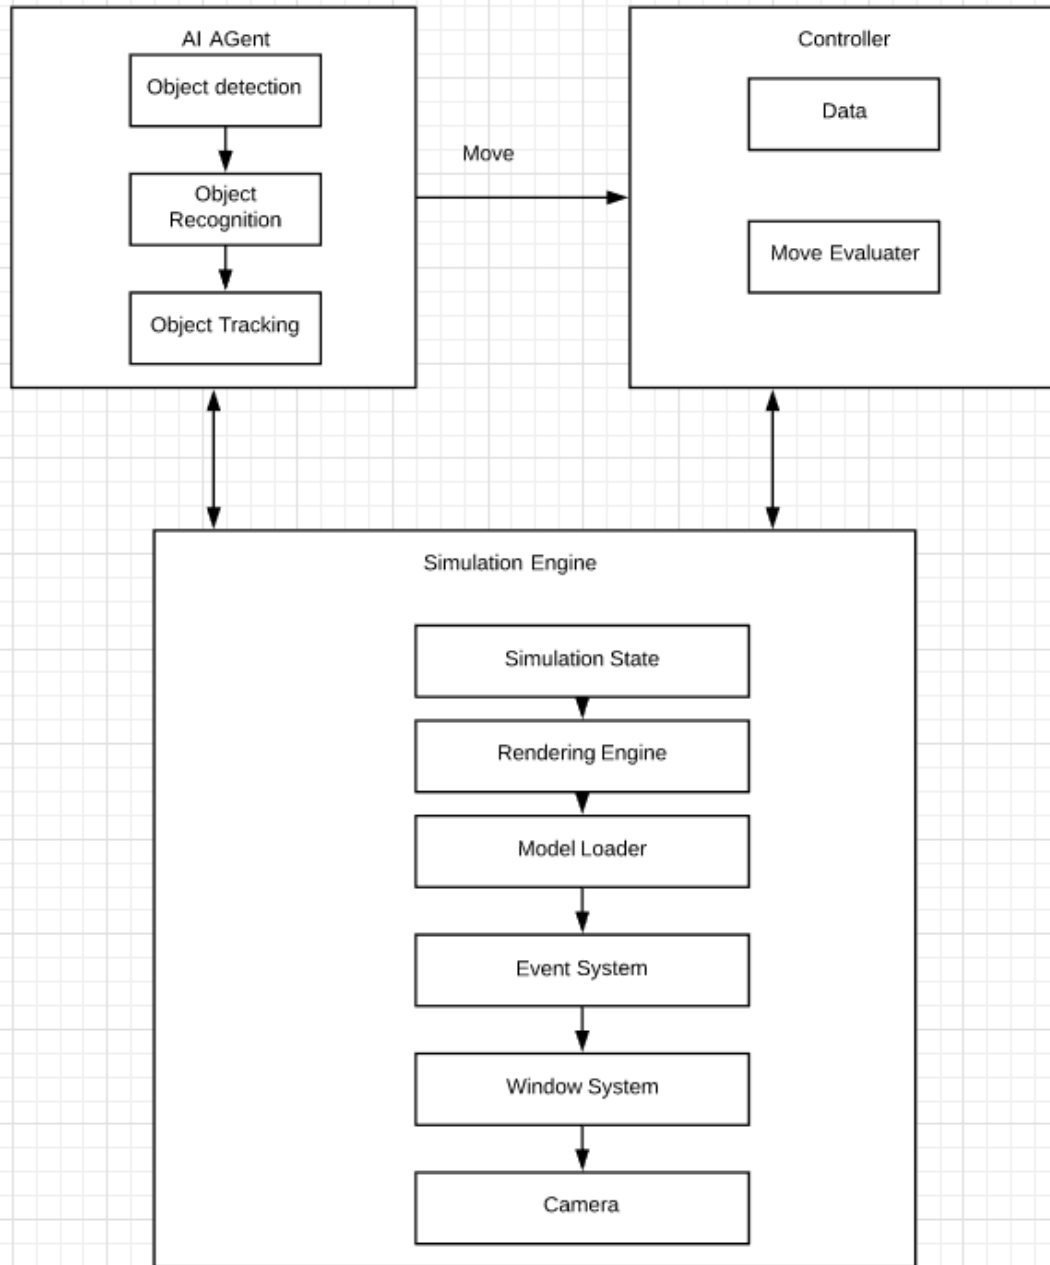 AI AGent
Object detection
Object
Recognition
Object Tracking
Move
Controller
Data
Move Evaluater
Simulation Engine
Simulation State
Rendering Engine
Model Loader
Event System
Window System
Camera